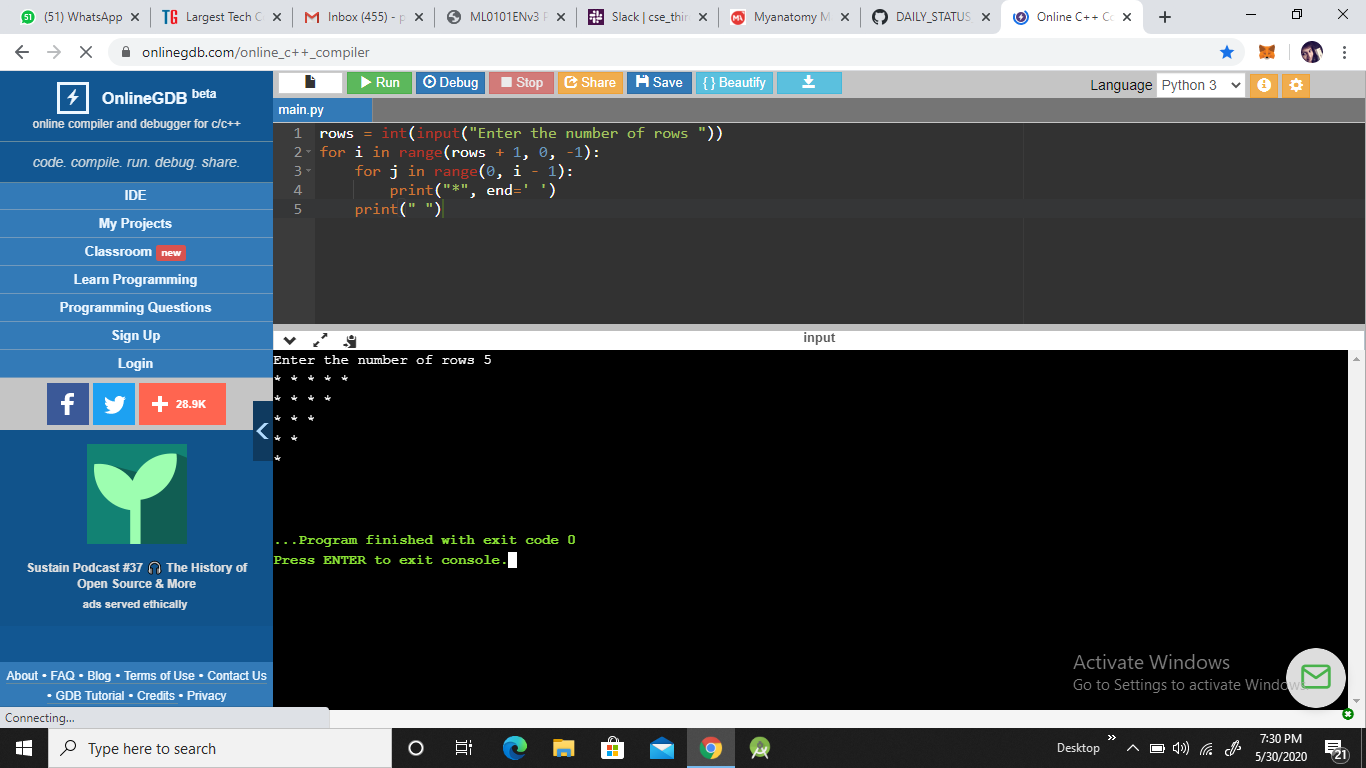 (51) WhatsApp
Largest Tech C
Inbox (455) - p
ML0101ENv3 P
Slack | cse_thir
Myanatomy M
DAILY_STATUS
Online C++ Co
onlinegdb.com/online_c++_compiler
OnlineGDB beta
online compiler and debugger for c/c++
code. compile. run. debug. share.
IDE
My Projects
Classroom new
Learn Programming
Programming Questions
Sign Up
Login
28.9K
Sustain Podcast #37 🎧 The History of
Open Source & More
ads served ethically
About • FAQ • Blog • Terms of Use • Contact Us
• GDB Tutorial • Credits • Privacy
Connecting...
Run Debug Stop Share Save { } Beautify
Language Python 3
main.py
1 rows = int(input("Enter the number of rows "))
2 for i in range(rows + 1, 0, -1):
3     for j in range(0, i - 1):
4         print("*", end=' ')
5     print(" ")
input
Enter the number of rows 5
* * * * *
* * * *
* * *
* *
*
...Program finished with exit code 0
Press ENTER to exit console.
Activate Windows
Go to Settings to activate Windows.
Type here to search
Desktop
7:30 PM
5/30/2020
21